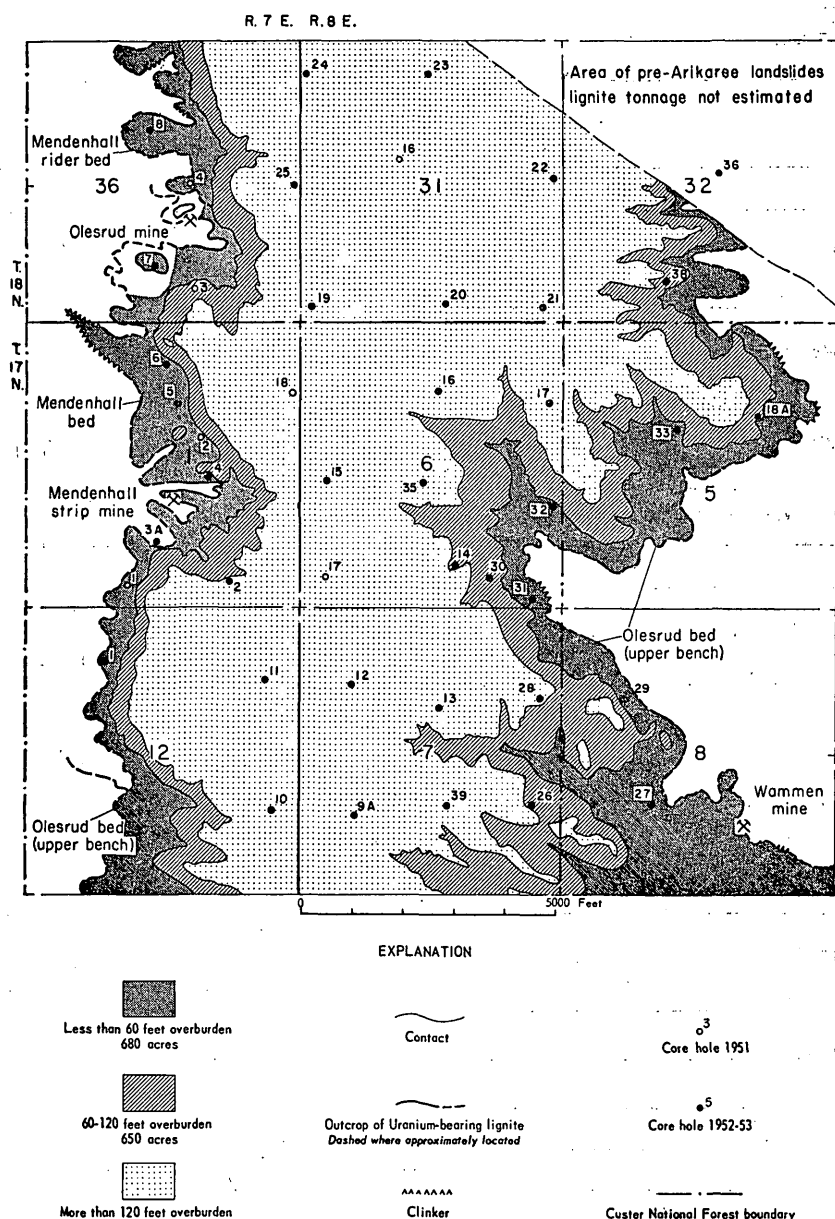 R. 7 E. R. 8 E.
24
23
Area of pre-Arikaree landslides
lignite tonnage not estimated
8
Mendenhall
rider bed
16
36
4
25
31
22
32
36
Olesrud mine
7
T.
18
N.
3
19
20
21
38
T.
17
N.
6
18
16
17
5
Mendenhall
bed
18A
33
2
1
6
4
15
35
5
Mendenhall
strip mine
32
3A
14
17
30
1
2
31
Olesrud bed
(upper bench)
1
11
12
13
28
29
12
7
8
Wammen
mine
10
9A
39
26
27
Olesrud bed
(upper bench)
0
5000
Feet
EXPLANATION
Less than 60 feet overburden
680 acres
Contact
3
Core hole 1951
60-120 feet overburden
650 acres
Outcrop of Uranium-bearing lignite
Dashed where approximately located
5
Core hole 1952-53
More than 120 feet overburden
Clinker
Custer National Forest boundary